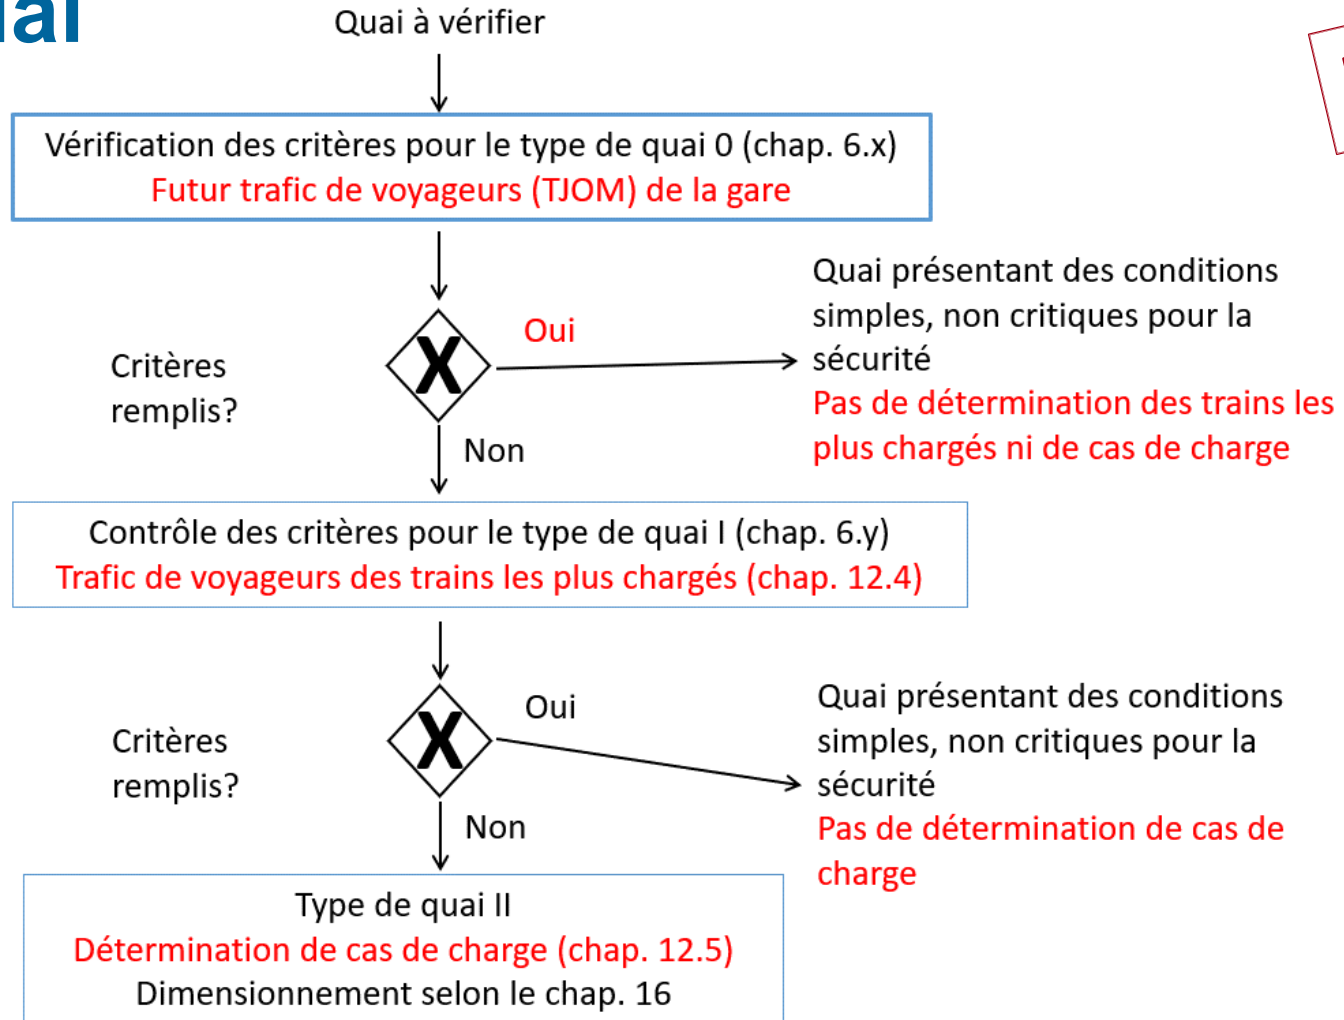 Quai à vérifier
Vérification des critères pour le type de quai 0 (chap. 6.x)
Futur trafic de voyageurs (TJOM) de la gare
Critères
remplis?
X
Oui
Non
Quai présentant des conditions
simples, non critiques pour la
sécurité
Pas de détermination des trains les
plus chargés ni de cas de charge
Contrôle des critères pour le type de quai I (chap. 6.y)
Trafic de voyageurs des trains les plus chargés (chap. 12.4)
Critères
remplis?
X
Oui
Non
Quai présentant des conditions
simples, non critiques pour la
sécurité
Pas de détermination de cas de
charge
Type de quai II
Détermination de cas de charge (chap. 12.5)
Dimensionnement selon le chap. 16